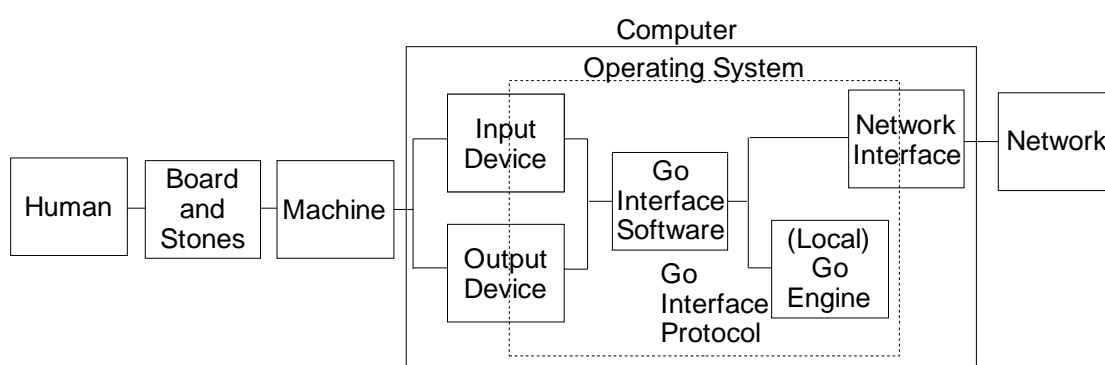 Computer
Operating System
Input
Device
Network
Interface
Network
Human
Board
and
Stones
Machine
Go
Interface
Software
Output
Device
Go
Interface
Protocol
(Local)
Go
Engine